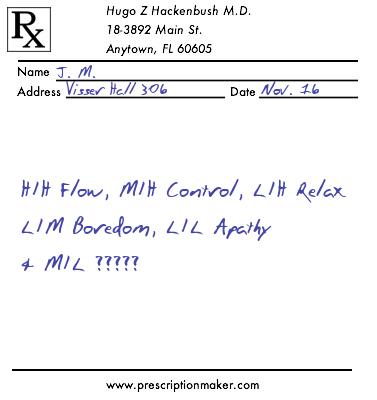 Rx
Hugo Z Hackenbush M.D.
18-3892 Main St.
Anytown, FL 60605
Name J. M.
Address Visser Hall 306 Date Nov. 16
H/H Flow, M/H Control, L/H Relax
L/M Boredom, L/L Apathy
& M/L ?????
www.prescriptionmaker.com